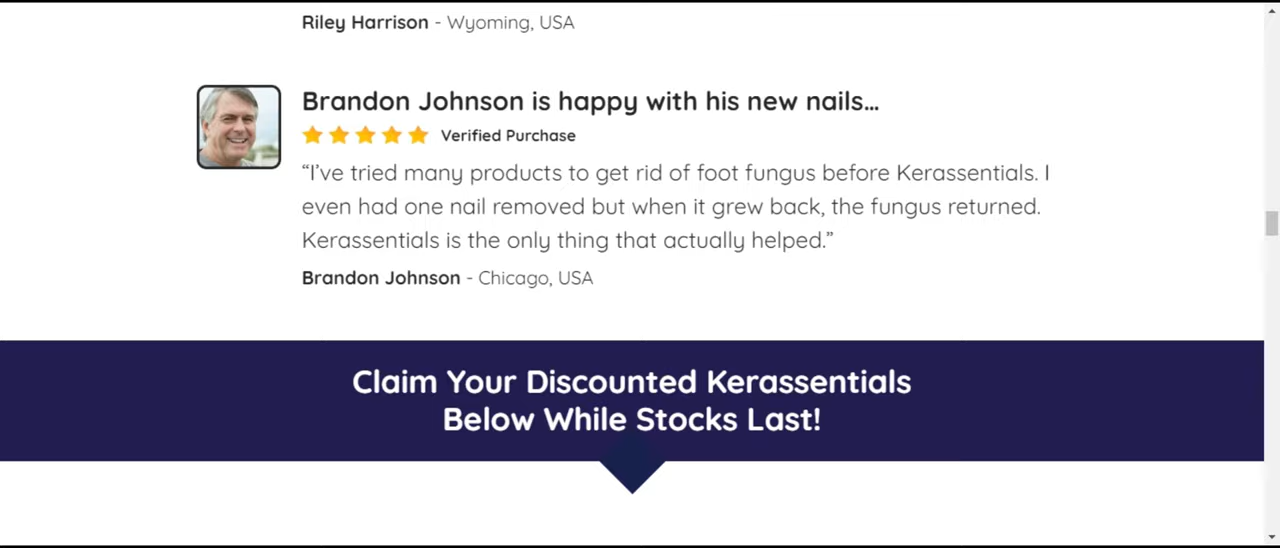 Riley Harrison - Wyoming, USA
Brandon Johnson is happy with his new nails...
Verified Purchase
“I’ve tried many products to get rid of foot fungus before Kerassentials. I
even had one nail removed but when it grew back, the fungus returned.
Kerassentials is the only thing that actually helped.”
Brandon Johnson - Chicago, USA
Claim Your Discounted Kerassentials
Below While Stocks Last!